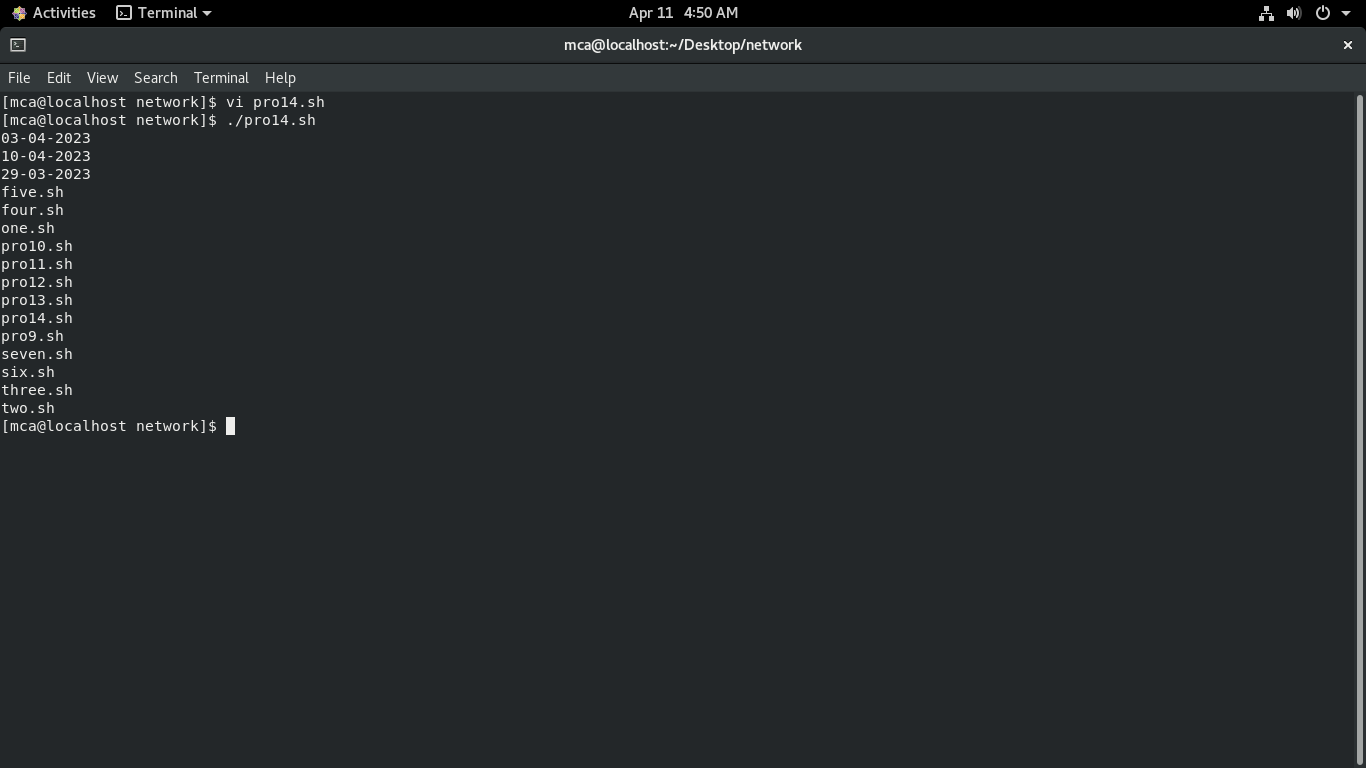 Activities Terminal Apr 11 4:50 AM
mca@localhost:~/Desktop/network ×
File Edit View Search Terminal Help
[mca@localhost network]$ vi pro14.sh
[mca@localhost network]$ ./pro14.sh
03-04-2023
10-04-2023
29-03-2023
five.sh
four.sh
one.sh
pro10.sh
pro11.sh
pro12.sh
pro13.sh
pro14.sh
pro9.sh
seven.sh
six.sh
three.sh
two.sh
[mca@localhost network]$